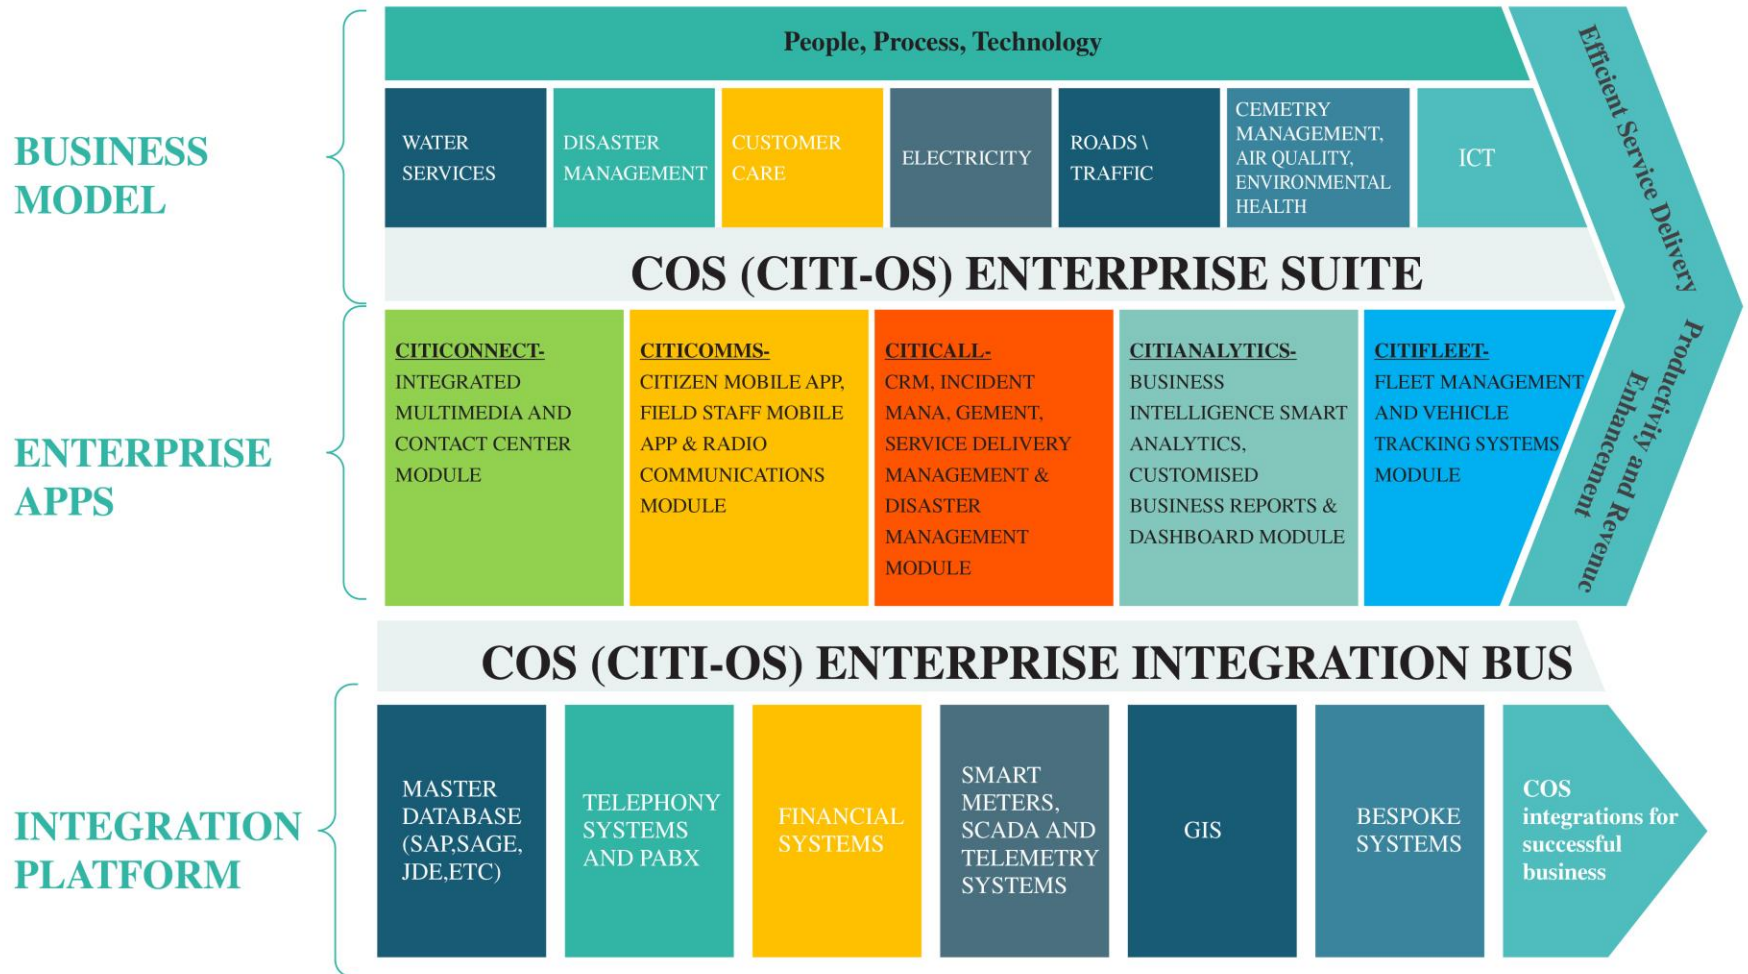 People, Process, Technology
Efficient Service Delivery
BUSINESS
MODEL
WATER
SERVICES
DISASTER
MANAGEMENT
CUSTOMER
CARE
ELECTRICITY
ROADS \
TRAFFIC
CEMETRY
MANAGEMENT,
AIR QUALITY,
ENVIRONMENTAL
HEALTH
ICT
COS (CITI-OS) ENTERPRISE SUITE
ENTERPRISE
APPS
CITICONNECT-
INTEGRATED
MULTIMEDIA AND
CONTACT CENTER
MODULE
CITICOMMS-
CITIZEN MOBILE APP,
FIELD STAFF MOBILE
APP & RADIO
COMMUNICATIONS
MODULE
CITICALL-
CRM, INCIDENT
MANA, GEMENT,
SERVICE DELIVERY
MANAGEMENT &
DISASTER
MANAGEMENT
MODULE
CITIANALYTICS-
BUSINESS
INTELLIGENCE SMART
ANALYTICS,
CUSTOMISED
BUSINESS REPORTS &
DASHBOARD MODULE
CITIFLEET-
FLEET MANAGEMENT
AND VEHICLE
TRACKING SYSTEMS
MODULE
Productivity and Revenuc
Enhancement
COS (CITI-OS) ENTERPRISE INTEGRATION BUS
INTEGRATION
PLATFORM
MASTER
DATABASE
(SAP,SAGE,
JDE,ETC)
TELEPHONY
SYSTEMS
AND PABX
FINANCIAL
SYSTEMS
SMART
METERS,
SCADA AND
TELEMETRY
SYSTEMS
GIS
BESPOKE
SYSTEMS
COS
integrations for
successful
business